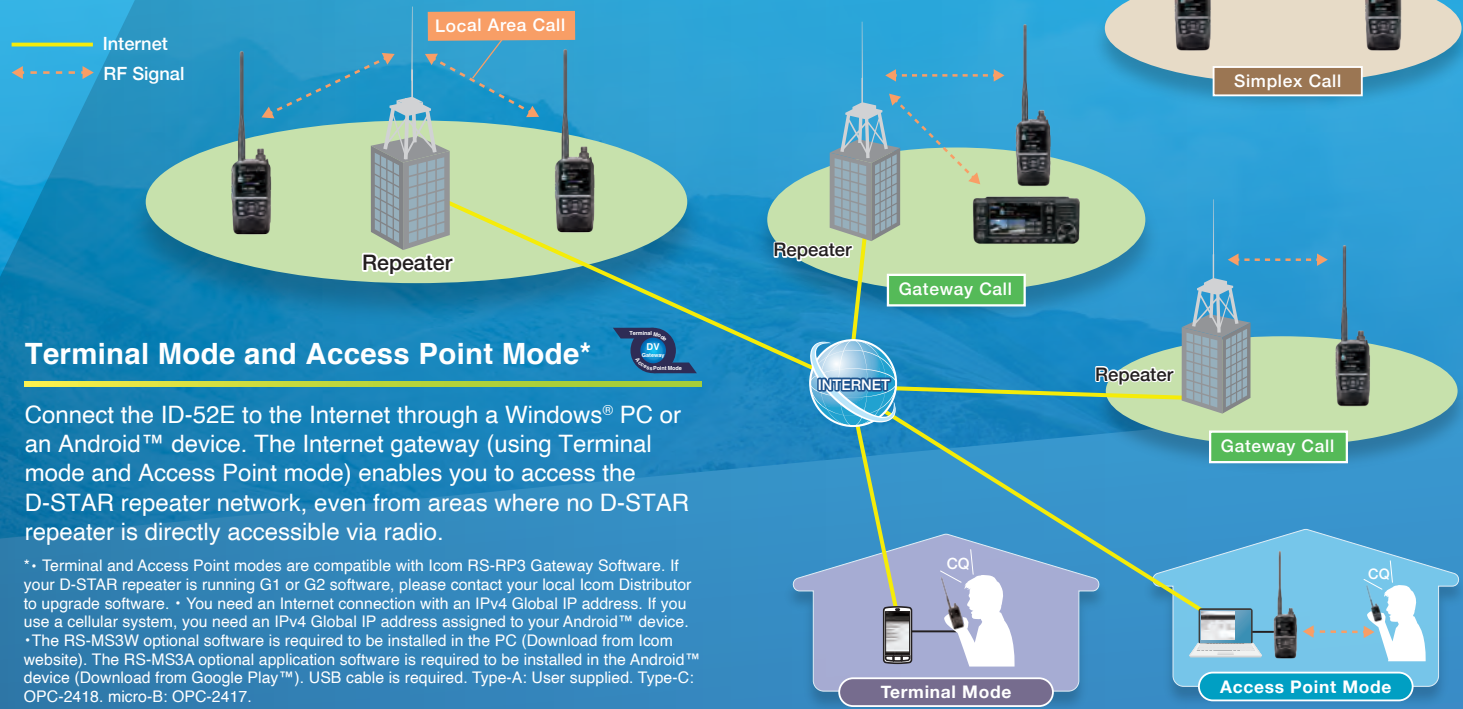 Internet
RF Signal
Local Area Call
Repeater
Simplex Call
Repeater
Gateway Call
Repeater
Gateway Call
INTERNET
Terminal Mode and Access Point Mode*
Terminal Mode
DV
Gateway
Access Point Mode
Connect the ID-52E to the Internet through a Windows® PC or
an Android™ device. The Internet gateway (using Terminal
mode and Access Point mode) enables you to access the
D-STAR repeater network, even from areas where no D-STAR
repeater is directly accessible via radio.
*• Terminal and Access Point modes are compatible with Icom RS-RP3 Gateway Software. If
your D-STAR repeater is running G1 or G2 software, please contact your local Icom Distributor
to upgrade software. • You need an Internet connection with an IPv4 Global IP address. If you
use a cellular system, you need an IPv4 Global IP address assigned to your Android™ device.
•The RS-MS3W optional software is required to be installed in the PC (Download from Icom
website). The RS-MS3A optional application software is required to be installed in the Android™
device (Download from Google Play™). USB cable is required. Type-A: User supplied. Type-C:
OPC-2418. micro-B: OPC-2417.
CQ
Terminal Mode
CQ
Access Point Mode